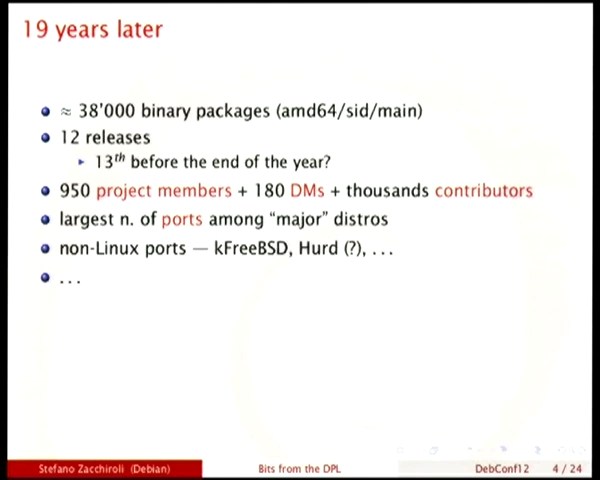 19 years later
≈ 38'000 binary packages (amd64/sid/main)
12 releases
13th before the end of the year?
950 project members + 180 DMs + thousands contributors
largest n. of ports among “major” distros
non-Linux ports — kFreeBSD, Hurd (?), ...
...
Stefano Zacchiroli (Debian) Bits from the DPL DebConf12 4 / 24